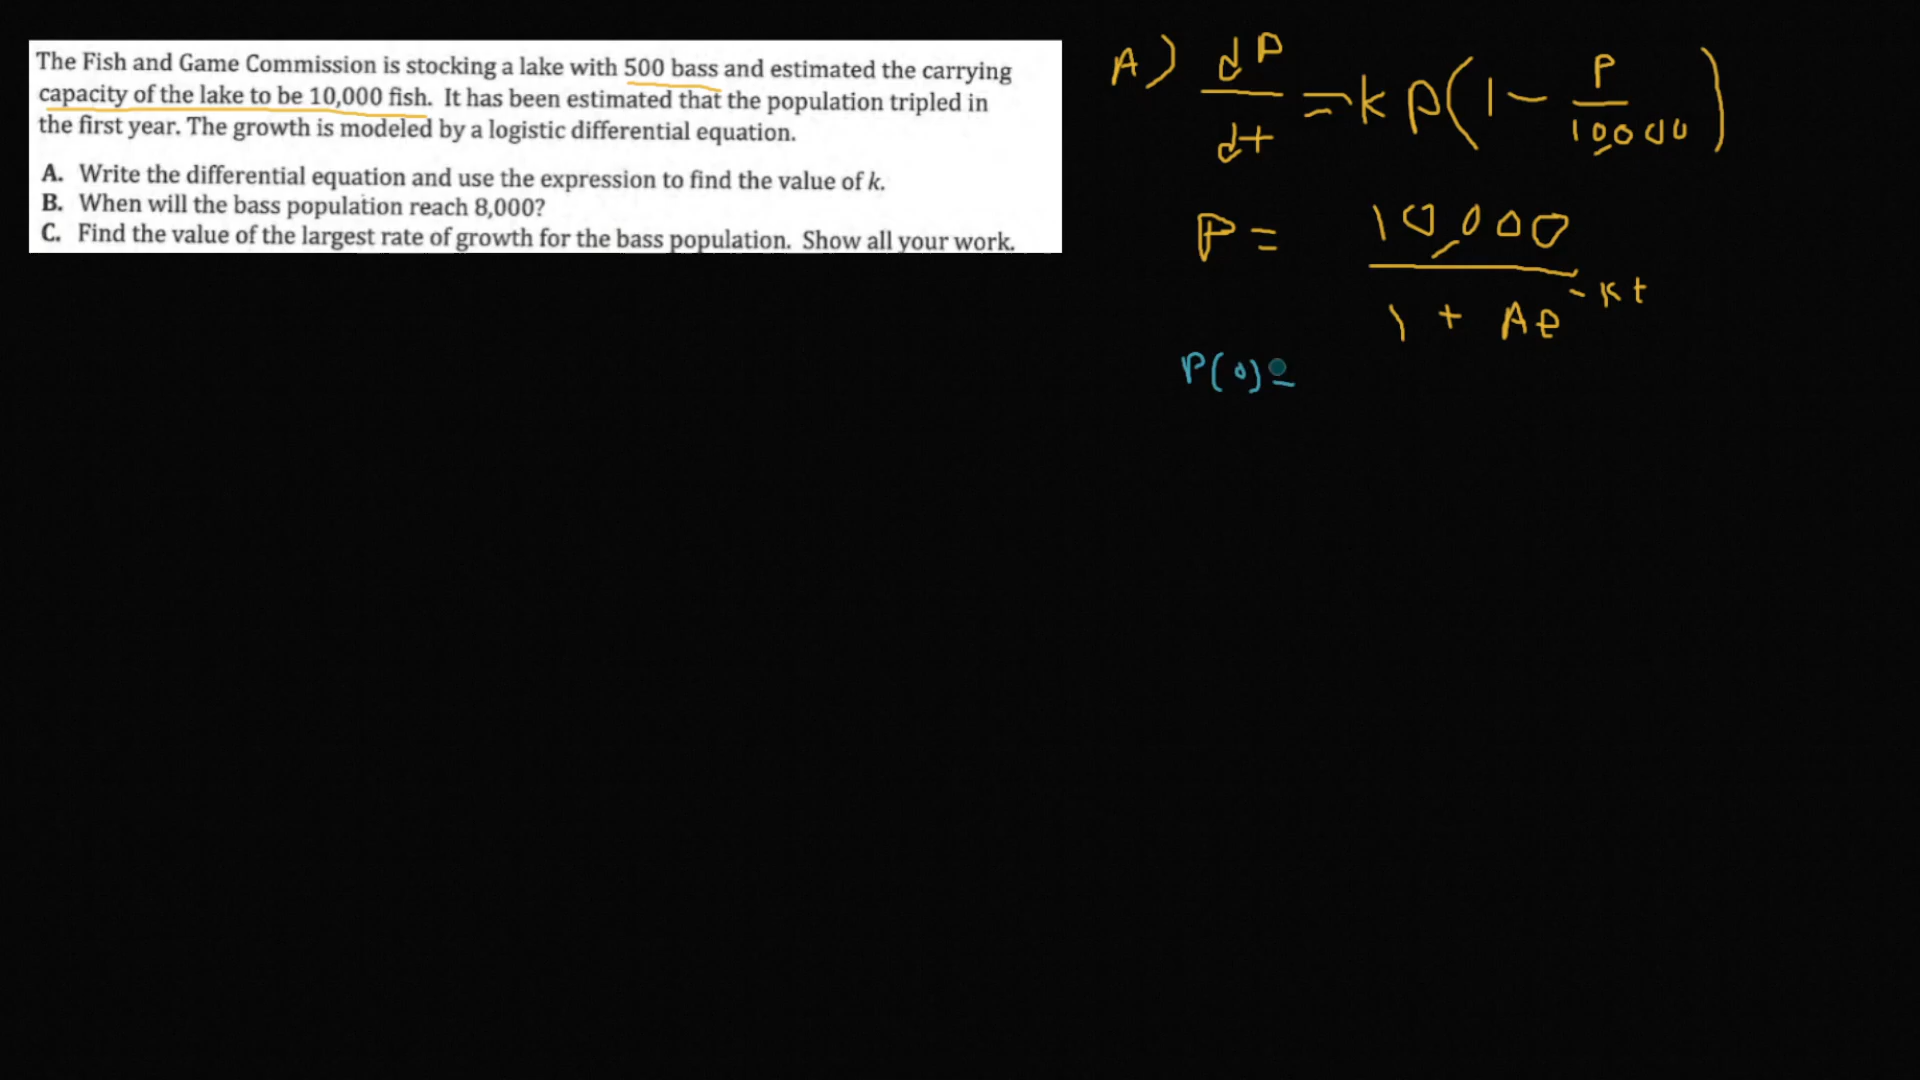 The Fish and Game Commission is stocking a lake with 500 bass and estimated the carrying
capacity of the lake to be 10,000 fish. It has been estimated that the population tripled in
the first year. The growth is modeled by a logistic differential equation.
A. Write the differential equation and use the expression to find the value of k.
B. When will the bass population reach 8,000?
C. Find the value of the largest rate of growth for the bass population. Show all your work.
A) dP/dt = kP(1 - P/10,000)
P = 10,000/(1 + Ae^-kt)
P(0) =